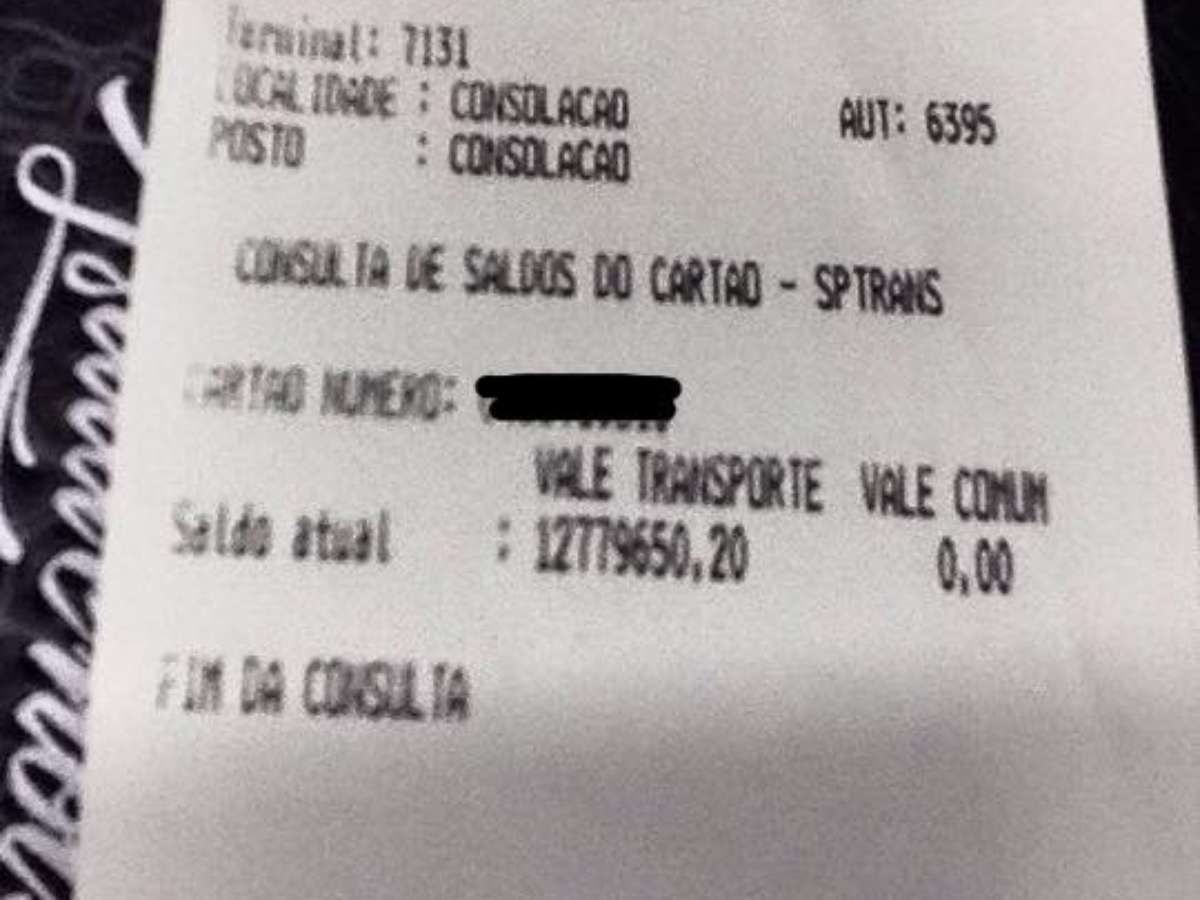 Terminal: 7131
LOCALIDADE : CONSOLACAO AUT: 6395
POSTO : CONSOLACAO
CONSULTA DE SALDOS DO CARTAO - SPTRANS
CARTAO NUMERO:
VALE TRANSPORTE VALE COMUM
Saldo atual : 12779650,20 0,00
FIM DA CONSULTA